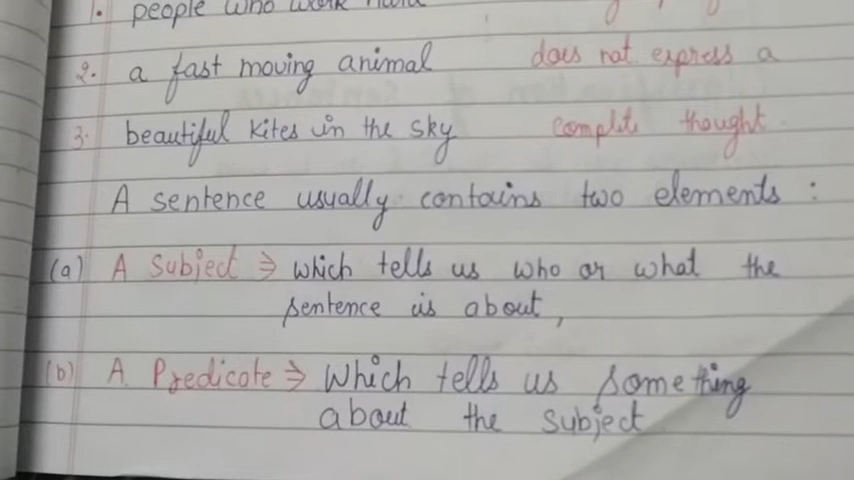 1. people who work hard
2. a fast moving animal does not express a
3. beautiful kites in the sky complete thought.
A sentence usually contains two elements :
(a) A Subject ⇒ which tells us who or what the
sentence is about,
(b) A Predicate ⇒ Which tells us something
about the subject